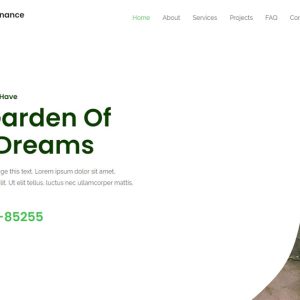 nance
Home About Services Projects FAQ
Have
arden Of
Dreams
ge this text. Lorem ipsum dolor sit amet,
lit. Ut elit tellus, luctus nec ullamcorper mattis.
-85255